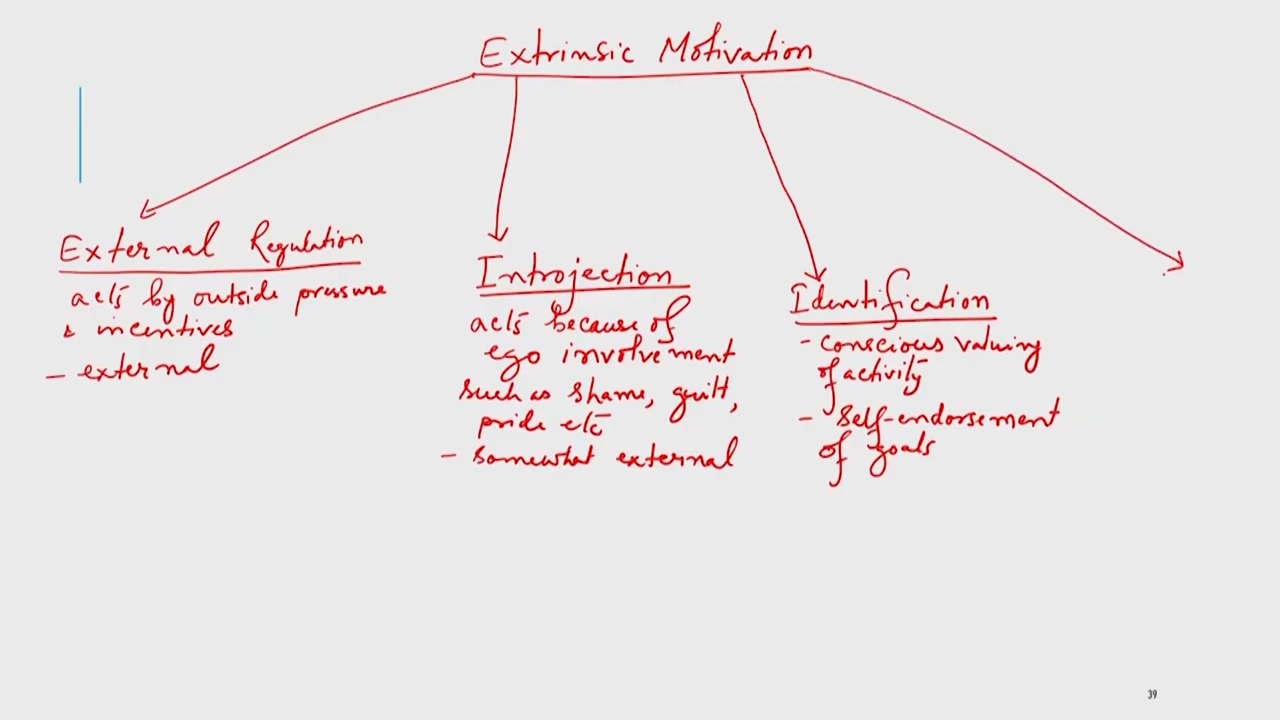 Extrinsic Motivation
External Regulation
acts by outside pressure
& incentives
- external
Introjection
acts because of
ego involvement
such as shame, guilt,
pride etc
- somewhat external
Identification
- conscious valuing
of activity
- self-endorsement
of goals
39